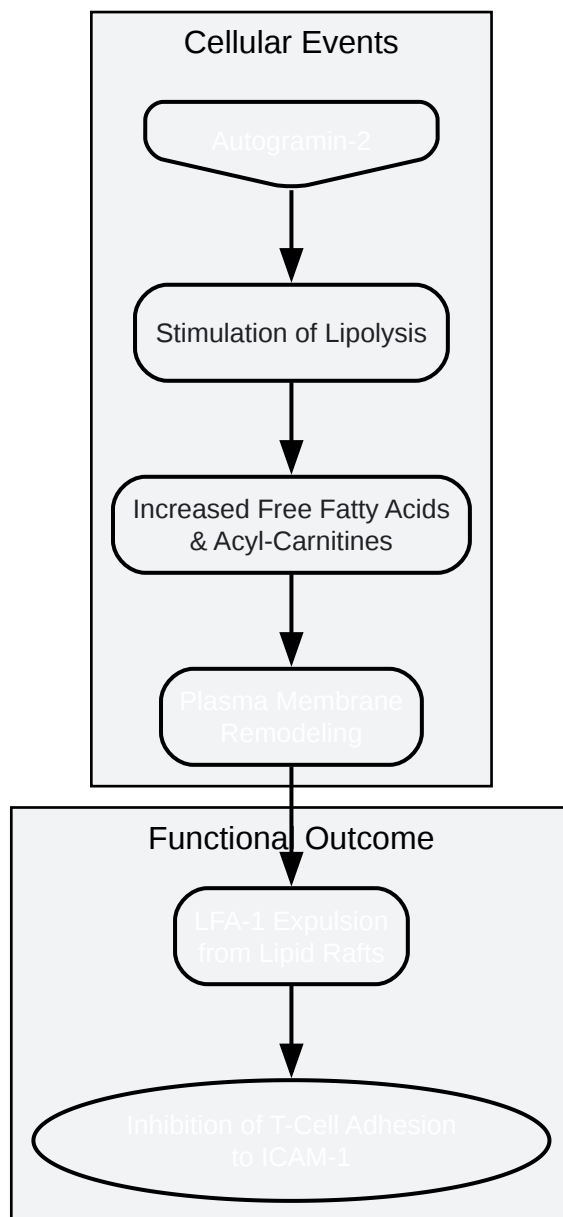 Cellular Events
Autogramin-2
Stimulation of Lipolysis
Increased Free Fatty Acids
& Acyl-Carnitines
Plasma Membrane
Remodeling
Functional Outcome
LFA-1 Expulsion
from Lipid Rafts
Inhibition of T-Cell Adhesion
to ICAM-1